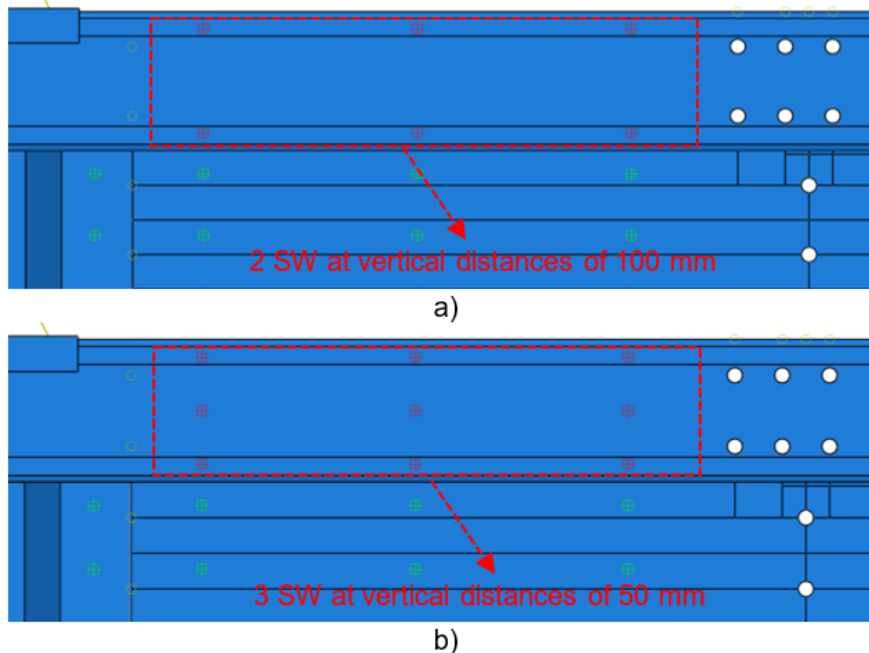 2 SW at vertical distances of 100 mm
a)
3 SW at vertical distances of 50 mm
b)